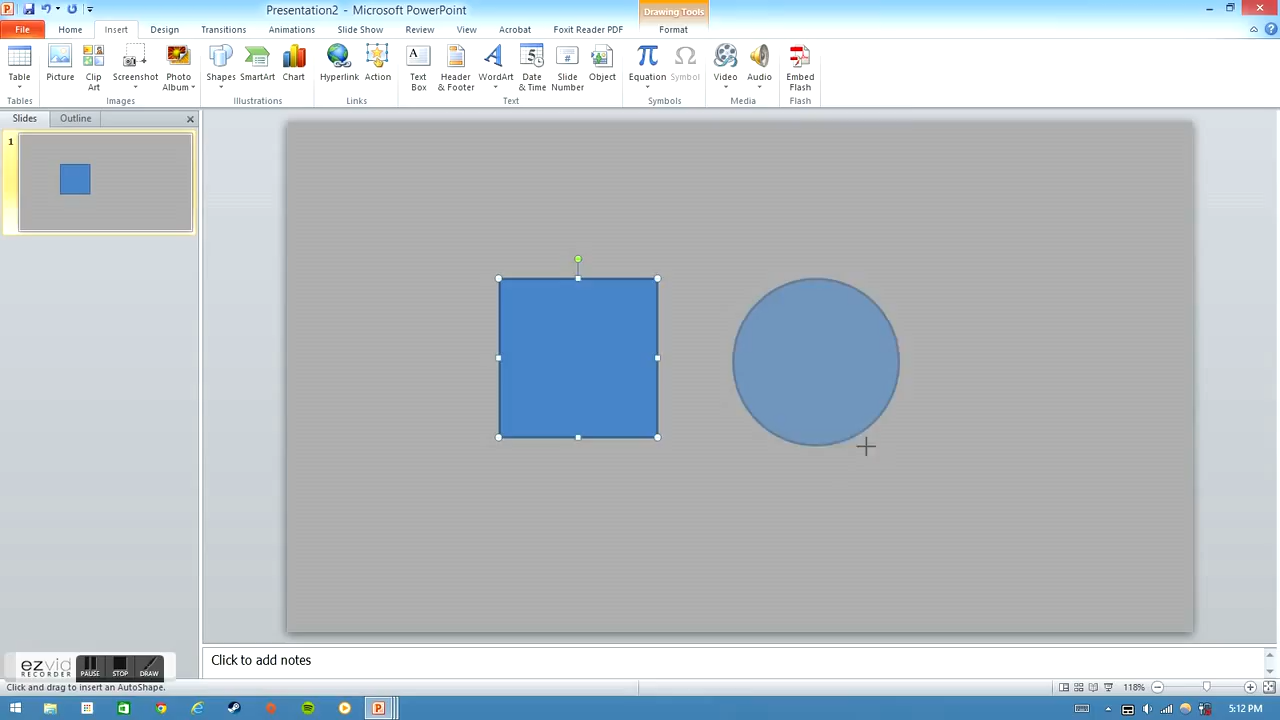 Presentation2 - Microsoft PowerPoint
Drawing Tools
File Home Insert Design Transitions Animations Slide Show Review View Acrobat Foxit Reader PDF Format
Table Picture Clip Art Screenshot Photo Album Shapes SmartArt Chart Hyperlink Action Text Box Header & Footer WordArt Date & Time Slide Number Object Equation Symbol Video Audio Embed Flash
Tables Images Illustrations Links Text Symbols Media Flash
Slides Outline
1
Click to add notes
ezvid
RECORDER
PAUSE STOP DRAW
Click and drag to insert an AutoShape.
118%
5:12 PM